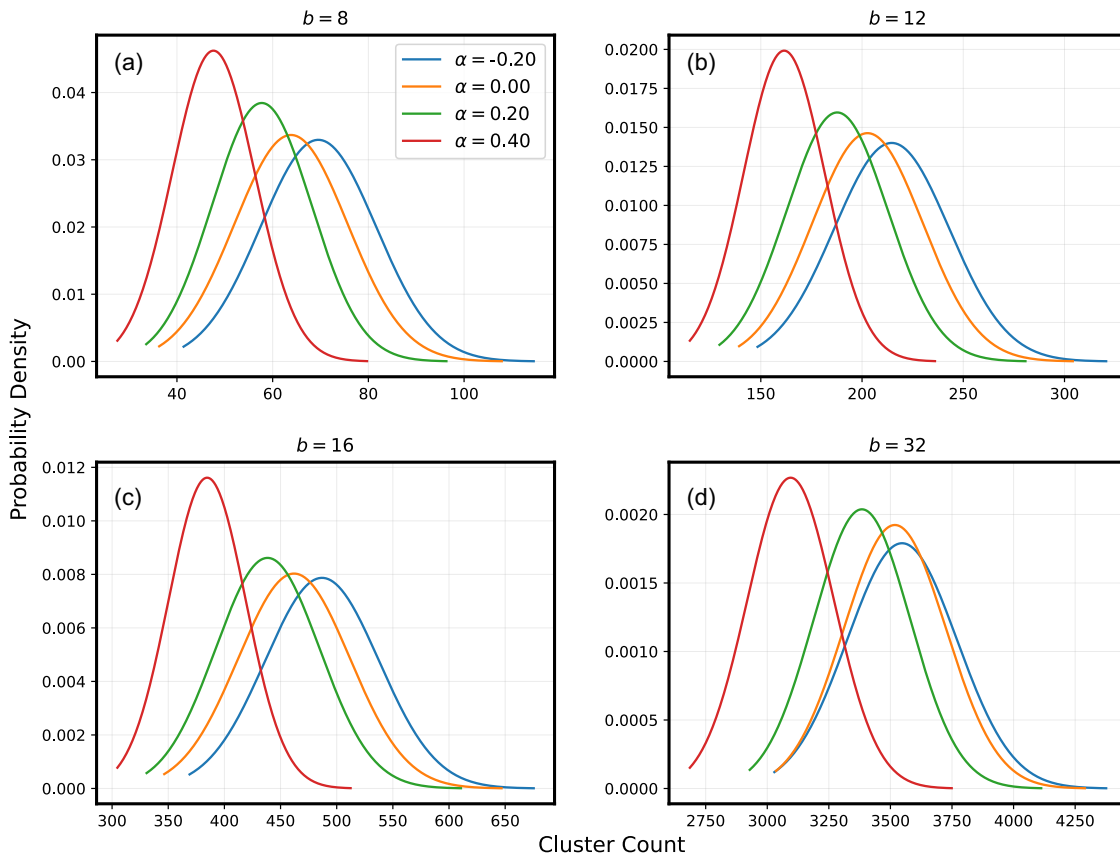 b = 8
(a)
α = -0.20
α = 0.00
α = 0.20
α = 0.40
0.04
0.03
0.02
0.01
0.00
40 60 80 100
b = 12
(b)
0.0200
0.0175
0.0150
0.0125
0.0100
0.0075
0.0050
0.0025
0.0000
150 200 250 300
Probability Density
b = 16
(c)
0.012
0.010
0.008
0.006
0.004
0.002
0.000
300 350 400 450 500 550 600 650
b = 32
(d)
0.0020
0.0015
0.0010
0.0005
0.0000
2750 3000 3250 3500 3750 4000 4250
Cluster Count